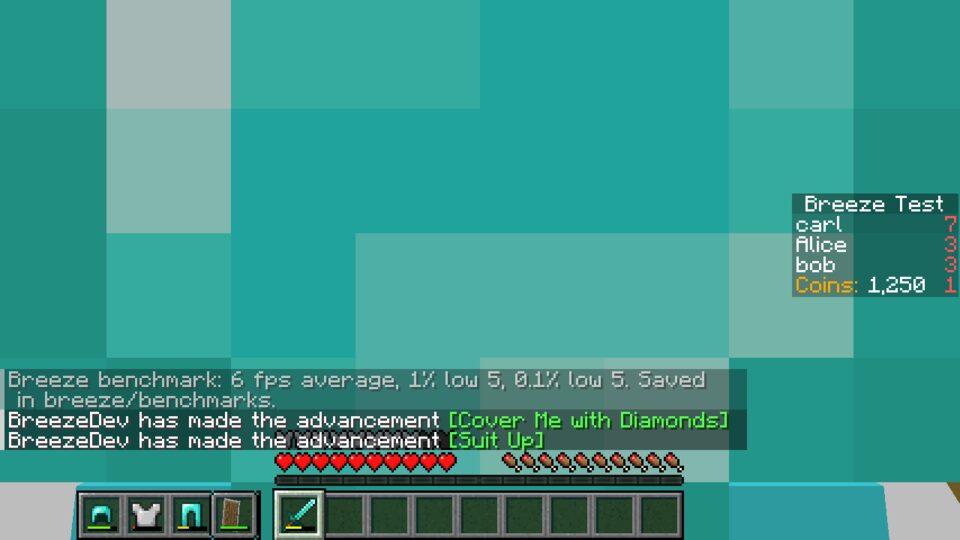 Breeze Test
carl 7
Alice 3
bob 3
Coins: 1,250 1
Breeze benchmark: 6 fps average, 1% low 5, 0.1% low 5. Saved
in breeze/benchmarks.
BreezeDev has made the advancement [Cover Me with Diamonds]
BreezeDev has made the advancement [Suit Up]